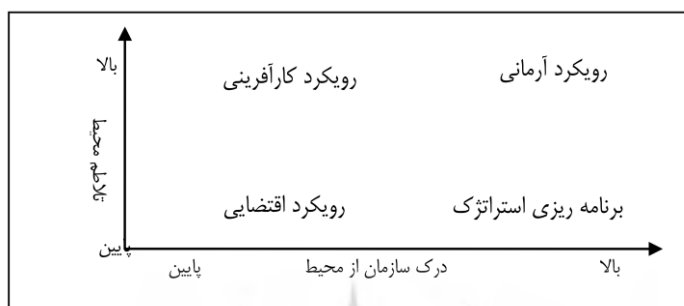 بالا
رویکرد آرمانی
رویکرد کارآفرینی
تلاطم محیط
برنامه ریزی استراتژک
رویکرد اقتضایی
پایین
بالا
درک سازمان از محیط
پایین